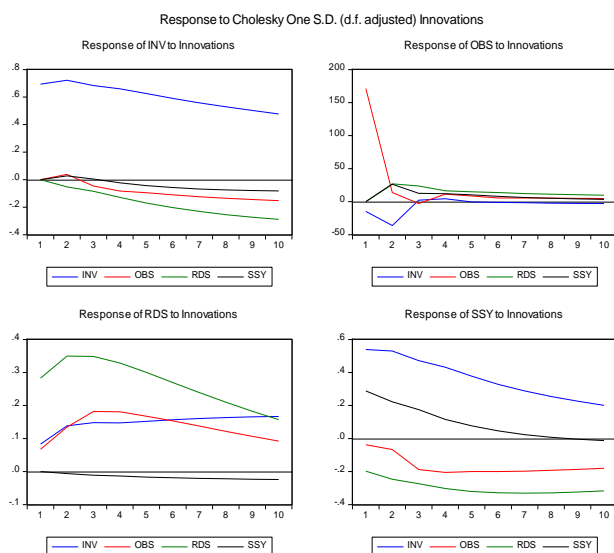 Response to Cholesky One S.D. (d.f. adjusted) Innovations
Response of INV to Innovations
.8
.6
.4
.2
.0
-.2
-.4
1 2 3 4 5 6 7 8 9 10
INV OBS RDS SSY
Response of OBS to Innovations
200
150
100
50
0
-50
1 2 3 4 5 6 7 8 9 10
INV OBS RDS SSY
Response of RDS to Innovations
.4
.3
.2
.1
.0
-.1
1 2 3 4 5 6 7 8 9 10
INV OBS RDS SSY
Response of SSY to Innovations
.6
.4
.2
.0
-.2
-.4
1 2 3 4 5 6 7 8 9 10
INV OBS RDS SSY